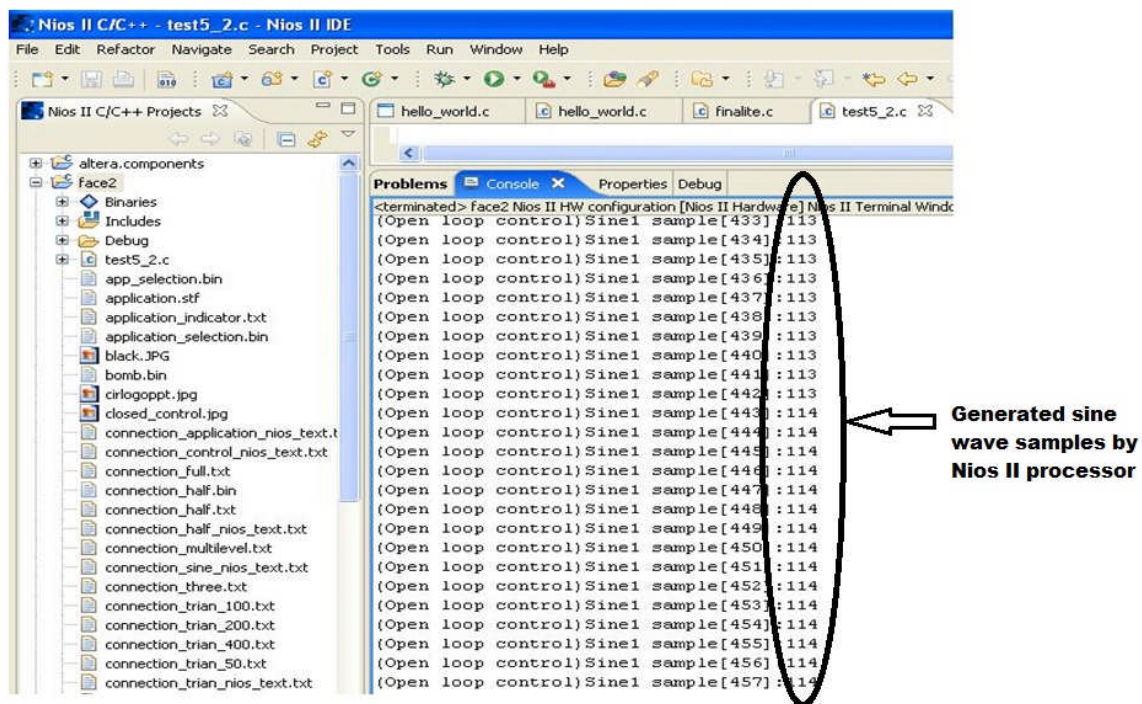 Nios II C/C++ - test5_2.c - Nios II IDE
File Edit Refactor Navigate Search Project Tools Run Window Help
Nios II C/C++ Projects
hello_world.c
hello_world.c
finalite.c
test5_2.c
altera.components
face2
Binaries
Includes
Debug
test5_2.c
app_selection.bin
application.stf
application_indicator.txt
application_selection.bin
black.JPG
bomb.bin
cirlogoppt.jpg
closed_control.jpg
connection_application_nios_text.t
connection_control_nios_text.txt
connection_full.txt
connection_half.bin
connection_half.txt
connection_half_nios_text.txt
connection_multilevel.txt
connection_sine_nios_text.txt
connection_three.txt
connection_trian_100.txt
connection_trian_200.txt
connection_trian_400.txt
connection_trian_50.txt
connection_trian_nios_text.txt
Problems Console Properties Debug
<terminated> face2 Nios II HW configuration [Nios II Hardware] Nios II Terminal Windo
(Open loop control)Sine1 sample[433]:113
(Open loop control)Sine1 sample[434]:113
(Open loop control)Sine1 sample[435]:113
(Open loop control)Sine1 sample[436]:113
(Open loop control)Sine1 sample[437]:113
(Open loop control)Sine1 sample[438]:113
(Open loop control)Sine1 sample[439]:113
(Open loop control)Sine1 sample[440]:113
(Open loop control)Sine1 sample[441]:113
(Open loop control)Sine1 sample[442]:113
(Open loop control)Sine1 sample[443]:114
(Open loop control)Sine1 sample[444]:114
(Open loop control)Sine1 sample[445]:114
(Open loop control)Sine1 sample[446]:114
(Open loop control)Sine1 sample[447]:114
(Open loop control)Sine1 sample[448]:114
(Open loop control)Sine1 sample[449]:114
(Open loop control)Sine1 sample[450]:114
(Open loop control)Sine1 sample[451]:114
(Open loop control)Sine1 sample[452]:114
(Open loop control)Sine1 sample[453]:114
(Open loop control)Sine1 sample[454]:114
(Open loop control)Sine1 sample[455]:114
(Open loop control)Sine1 sample[456]:114
(Open loop control)Sine1 sample[457]:114
Generated sine
wave samples by
Nios II processor